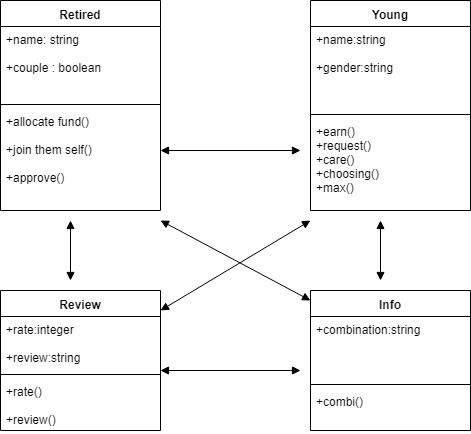 Retired
+name: string
+couple : boolean
+allocate fund()
+join them self()
+approve()
Young
+name:string
+gender:string
+earn()
+request()
+care()
+choosing()
+max()
Review
+rate:integer
+review:string
+rate()
+review()
Info
+combination:string
+combi()